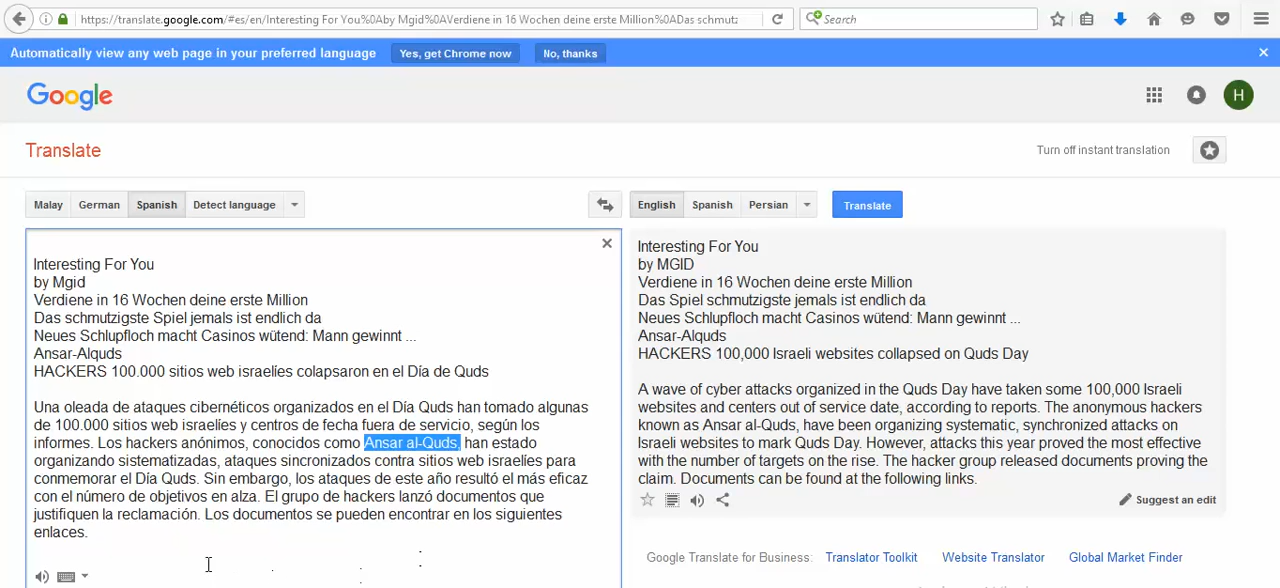 https://translate.google.com/#es/en/Interesting For You%0Aby Mgid%0AVerdiene in 16 Wochen deine erste Million%0ADas schmutz
Search
Automatically view any web page in your preferred language
Yes, get Chrome now
No, thanks
Google
H
Translate
Turn off instant translation
Malay
German
Spanish
Detect language
English
Spanish
Persian
Translate
Interesting For You
by Mgid
Verdiene in 16 Wochen deine erste Million
Das schmutzigste Spiel jemals ist endlich da
Neues Schlupfloch macht Casinos wütend: Mann gewinnt ...
Ansar-Alquds
HACKERS 100.000 sitios web israelíes colapsaron en el Día de Quds
Una oleada de ataques cibernéticos organizados en el Día Quds han tomado algunas
de 100.000 sitios web israelíes y centros de fecha fuera de servicio, según los
informes. Los hackers anónimos, conocidos como Ansar al-Quds, han estado
organizando sistematizadas, ataques sincronizados contra sitios web israelíes para
conmemorar el Día Quds. Sin embargo, los ataques de este año resultó el más eficaz
con el número de objetivos en alza. El grupo de hackers lanzó documentos que
justifiquen la reclamación. Los documentos se pueden encontrar en los siguientes
enlaces.
Interesting For You
by MGID
Verdiene in 16 Wochen deine erste Million
Das Spiel schmutzigste jemals ist endlich da
Neues Schlupfloch macht Casinos wütend: Mann gewinnt ...
Ansar-Alquds
HACKERS 100,000 Israeli websites collapsed on Quds Day
A wave of cyber attacks organized in the Quds Day have taken some 100,000 Israeli
websites and centers out of service date, according to reports. The anonymous hackers
known as Ansar al-Quds, have been organizing systematic, synchronized attacks on
Israeli websites to mark Quds Day. However, attacks this year proved the most effective
with the number of targets on the rise. The hacker group released documents proving the
claim. Documents can be found at the following links.
Suggest an edit
Google Translate for Business:
Translator Toolkit
Website Translator
Global Market Finder